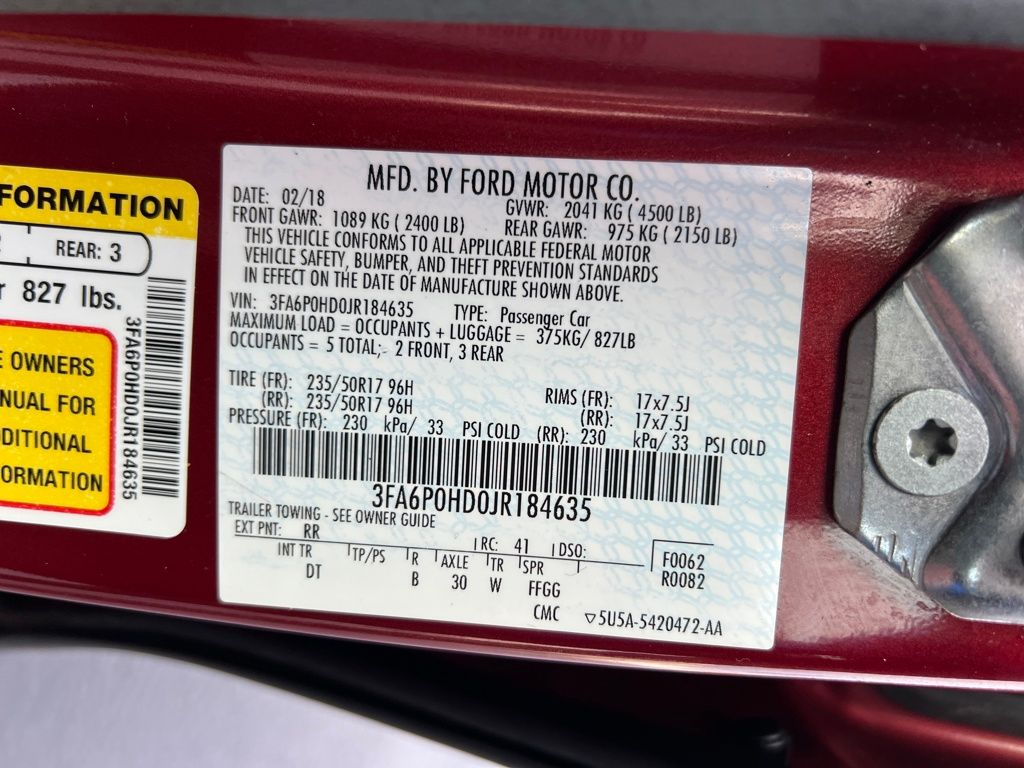 FORMATION
REAR: 3
827 lbs.
OWNERS
FOR
3FA6P0HD0JR184635
MFD. BY FORD MOTOR CO.
DATE: 02/18 GVWR: 2041 KG ( 4500 LB)
FRONT GAWR: 1089 KG ( 2400 LB) REAR GAWR: 975 KG ( 2150 LB)
THIS VEHICLE CONFORMS TO ALL APPLICABLE FEDERAL MOTOR
VEHICLE SAFETY, BUMPER, AND THEFT PREVENTION STANDARDS
IN EFFECT ON THE DATE OF MANUFACTURE SHOWN ABOVE.
VIN: 3FA6P0HD0JR184635 TYPE: Passenger Car
MAXIMUM LOAD = OCCUPANTS + LUGGAGE = 375KG/ 827LB
OCCUPANTS = 5 TOTAL;- 2 FRONT, 3 REAR
TIRE (FR): 235/50R17 96H RIMS (FR): 17x7.5J
(RR): 235/50R17 96H (RR): 17x7.5J
PRESSURE (FR): 230 kPa/ 33 PSI COLD (RR): 230 kPa/ 33 PSI COLD
3FA6P0HD0JR184635
TRAILER TOWING - SEE OWNER GUIDE
EXT PNT: RR RC: 41 DSO: F0062
INT TR TP/PS R AXLE TR SPR R0082
DT B 30 W FFGG
CMC ▽5U5A-5420472-AA